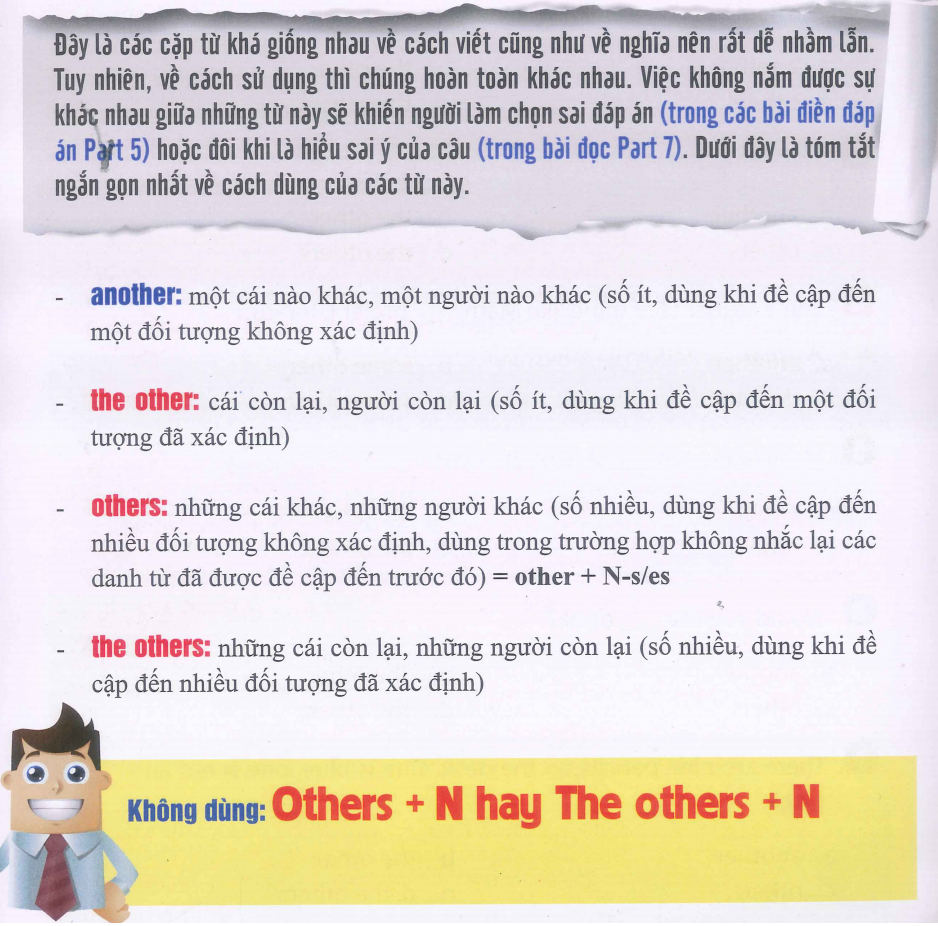 Đây là các cặp từ khá giống nhau về cách viết cũng như về nghĩa nên rất dễ nhầm lẫn.
Tuy nhiên, về cách sử dụng thì chúng hoàn toàn khác nhau. Việc không nắm được sự
khác nhau giữa những từ này sẽ khiến người làm chọn sai đáp án (trong các bài điền đáp
án Part 5) hoặc đôi khi là hiểu sai ý của câu (trong bài đọc Part 7). Dưới đây là tóm tắt
ngắn gọn nhất về cách dùng của các từ này.
- another: một cái nào khác, một người nào khác (số ít, dùng khi đề cập đến
một đối tượng không xác định)
- the other: cái còn lại, người còn lại (số ít, dùng khi đề cập đến một đối
tượng đã xác định)
- others: những cái khác, những người khác (số nhiều, dùng khi đề cập đến
nhiều đối tượng không xác định, dùng trong trường hợp không nhắc lại các
danh từ đã được đề cập đến trước đó) = other + N-s/es
- the others: những cái còn lại, những người còn lại (số nhiều, dùng khi đề
cập đến nhiều đối tượng đã xác định)
Không dùng: Others + N hay The others + N